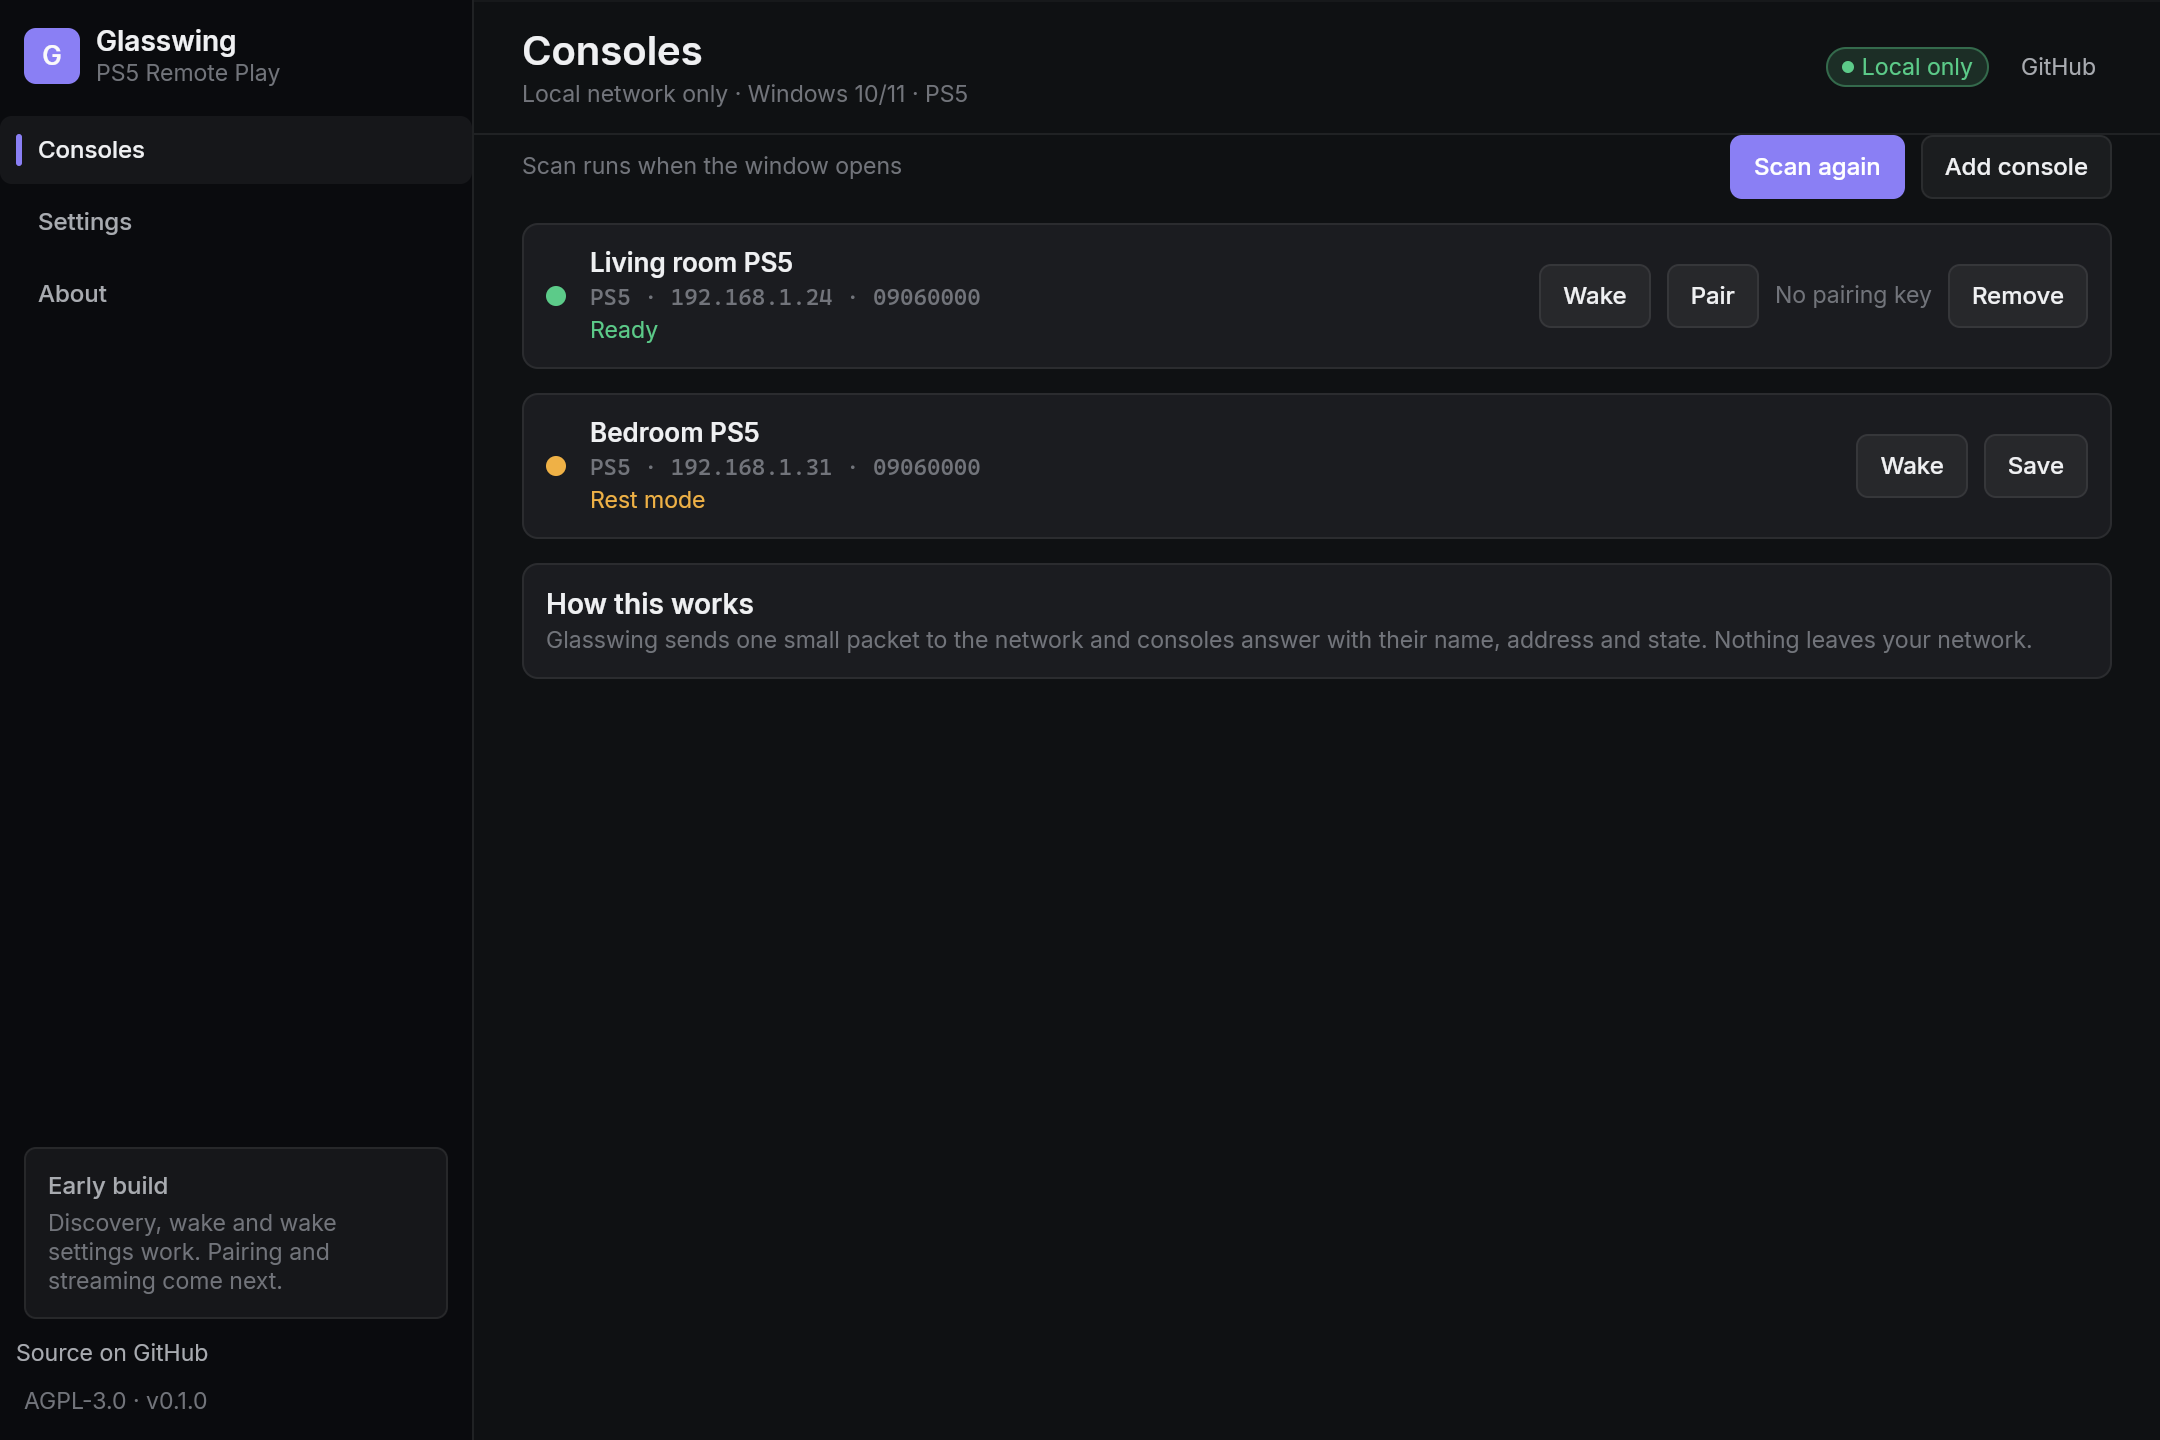 G
Glasswing
PS5 Remote Play
Consoles
Settings
About
Early build
Discovery, wake and wake
settings work. Pairing and
streaming come next.
Source on GitHub
AGPL-3.0 · v0.1.0
Consoles
Local network only · Windows 10/11 · PS5
Local only
GitHub
Scan runs when the window opens
Scan again
Add console
Living room PS5
PS5 · 192.168.1.24 · 09060000
Ready
Wake
Pair
No pairing key
Remove
Bedroom PS5
PS5 · 192.168.1.31 · 09060000
Rest mode
Wake
Save
How this works
Glasswing sends one small packet to the network and consoles answer with their name, address and state. Nothing leaves your network.